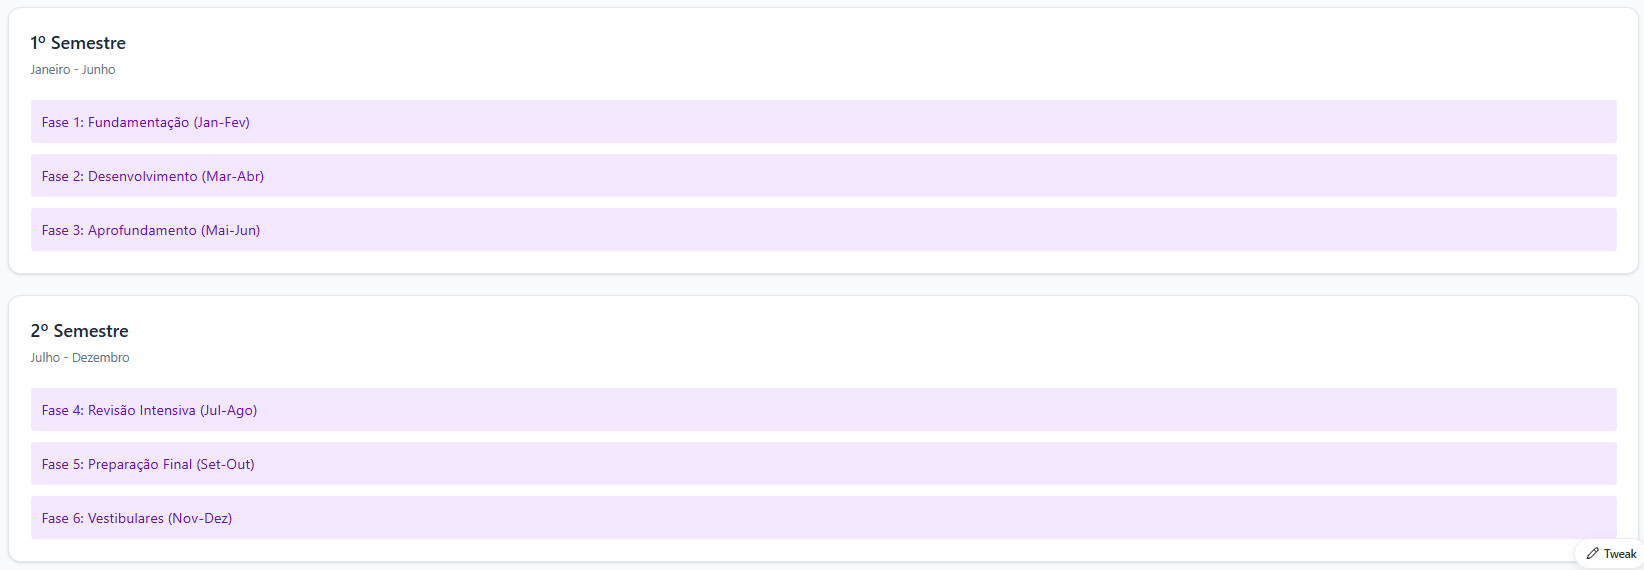 1º Semestre
Janeiro - Junho
Fase 1: Fundamentação (Jan-Fev)
Fase 2: Desenvolvimento (Mar-Abr)
Fase 3: Aprofundamento (Mai-Jun)
2º Semestre
Julho - Dezembro
Fase 4: Revisão Intensiva (Jul-Ago)
Fase 5: Preparação Final (Set-Out)
Fase 6: Vestibulares (Nov-Dez)
Tweak